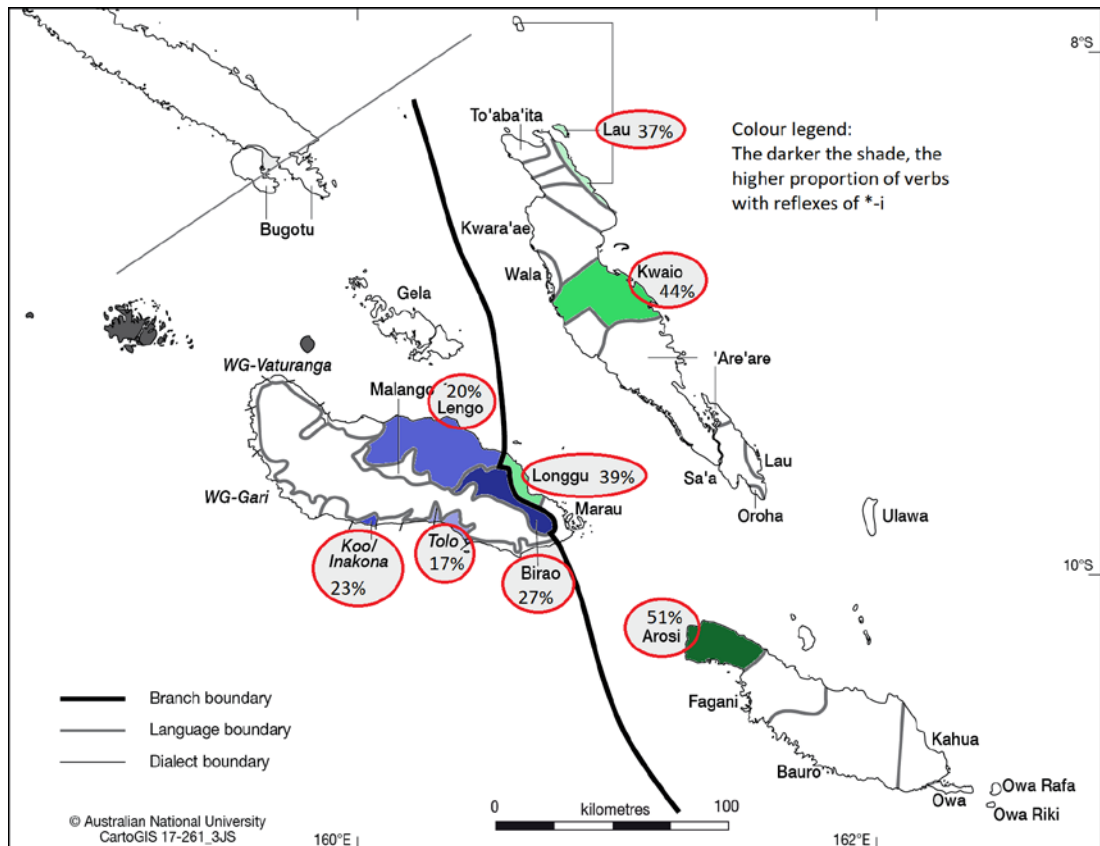 8°S
To'aba'ita
Lau 37%
Colour legend:
The darker the shade, the
higher proportion of verbs
with reflexes of *-i
Bugotu
Kwara'ae
Wala
Kwaio
44%
Gela
'Are'are
WG-Vaturanga
Malango
20%
Lengo
Longgu 39%
Lau
Sa'a
WG-Gari
Marau
Oroha
Ulawa
Koo/
Inakona
23%
Tolo
17%
Birao
27%
10°S
51%
Arosi
Fagani
Branch boundary
Language boundary
Dialect boundary
Kahua
Bauro
Owa Rafa
Owa
Owa Riki
0 kilometres 100
© Australian National University
CartoGIS 17-261_3JS
160°E
162°E